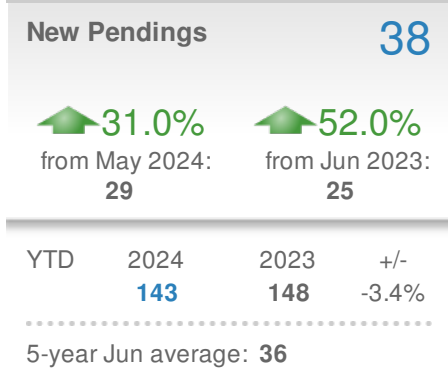 New Pendings 38
31.0% 52.0%
from May 2024: from Jun 2023:
29 25
YTD 2024 2023 +/-
143 148 -3.4%
5-year Jun average: 36